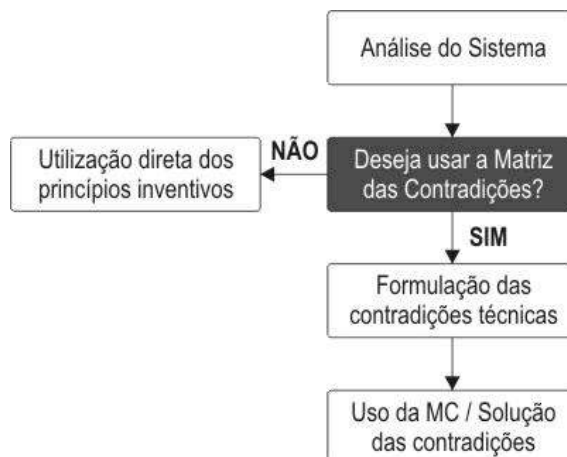 Análise do Sistema
Utilização direta dos
princípios inventivos
NÃO
Deseja usar a Matriz
das Contradições?
SIM
Formulação das
contradições técnicas
Uso da MC / Solução
das contradições